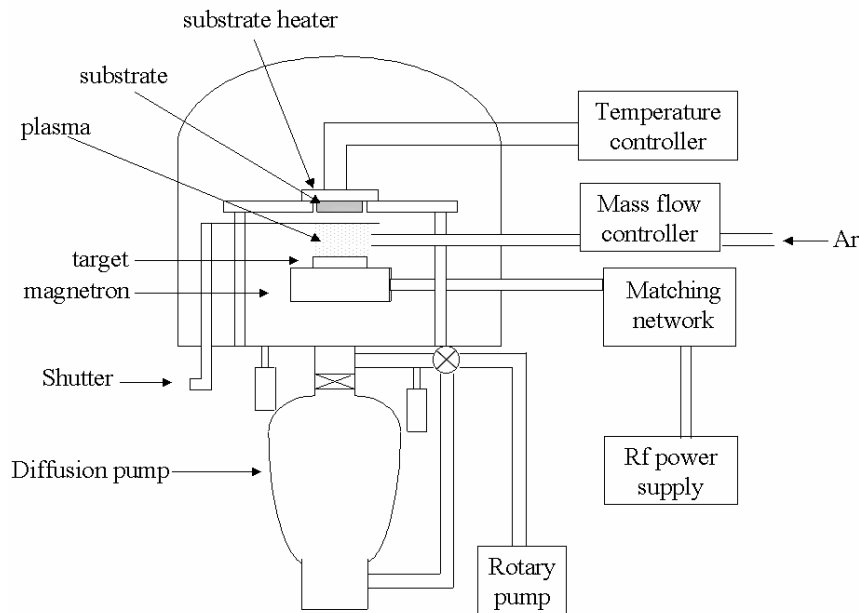 substrate heater
substrate
plasma
Temperature
controller
Mass flow
controller
Ar
target
magnetron
Matching
network
Shutter
Diffusion pump
Rf power
supply
Rotary
pump